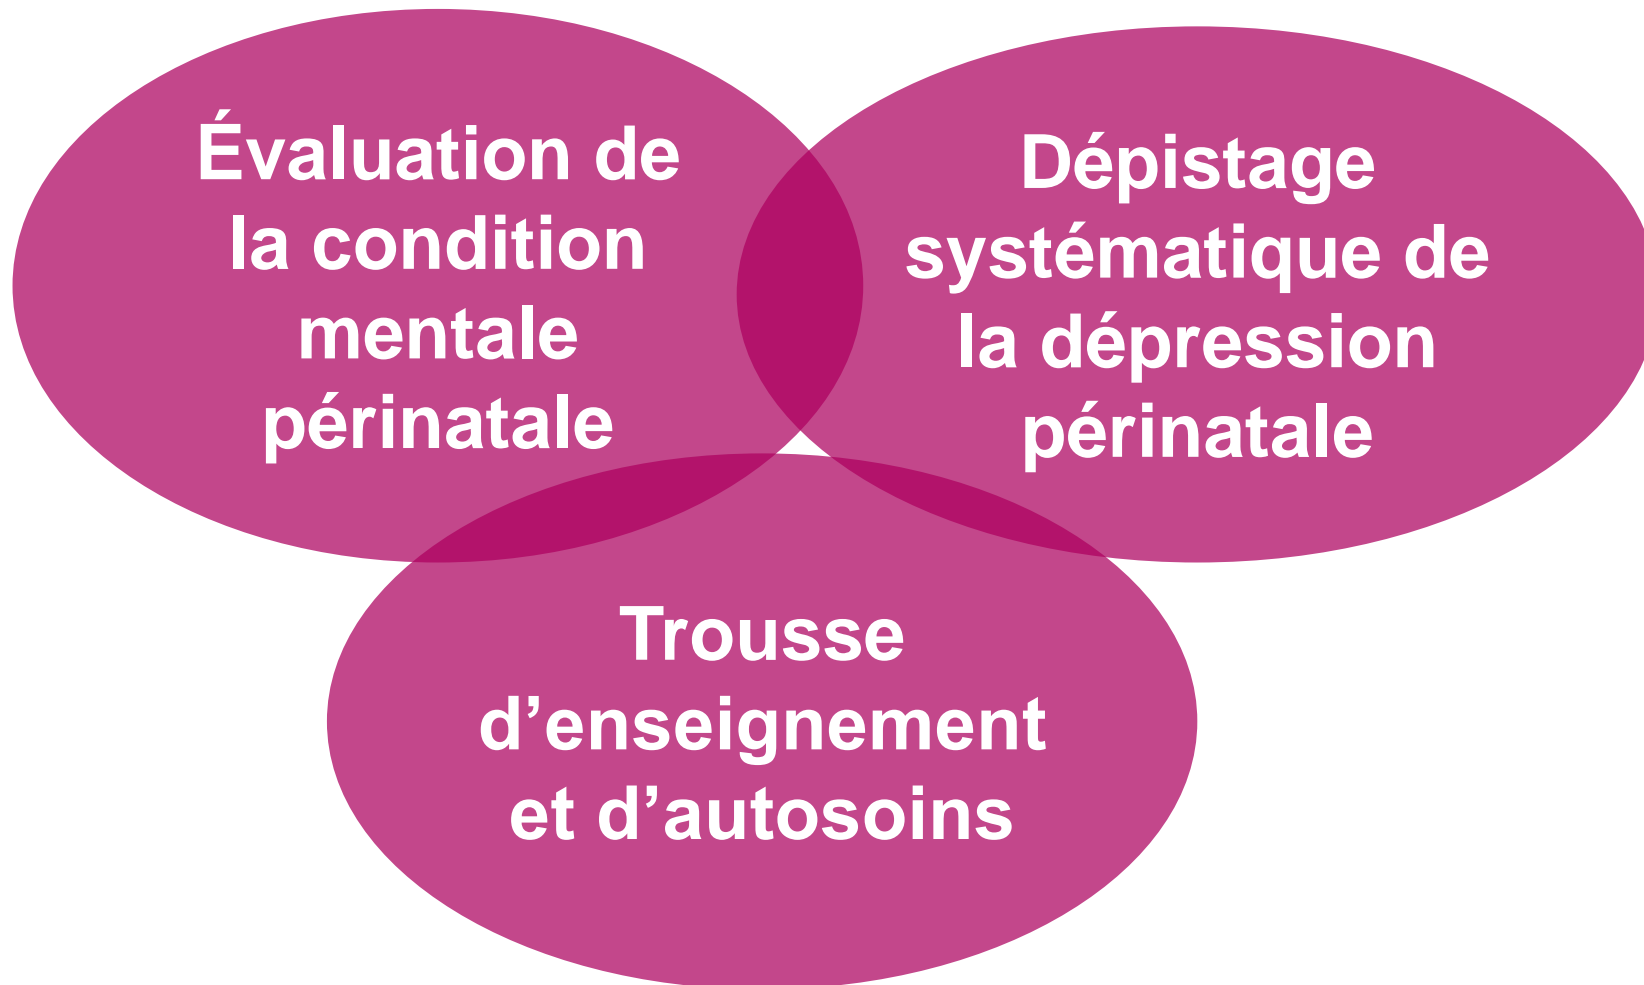 Évaluation de
la condition
mentale
périnatale
Dépistage
systématique de
la dépression
périnatale
Trousse
d’enseignement
et d’autosoins